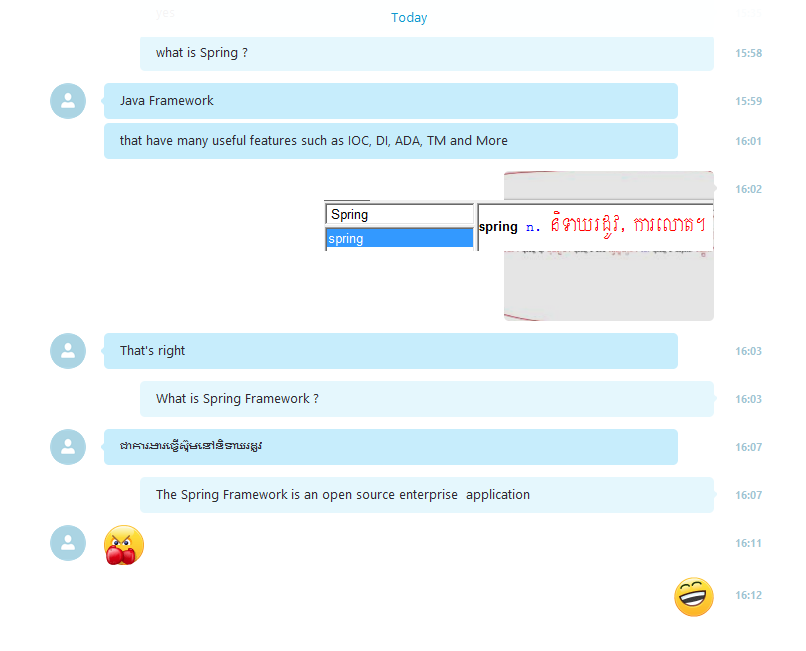 Today
what is Spring ?
15:58
Java Framework
15:59
that have many useful features such as IOC, DI, ADA, TM and More
16:01
16:02
Spring
spring
spring n. និទាឃរដូវ, ការលោត។
That's right
16:03
What is Spring Framework ?
16:03
ជាការងារធ្វើស៊ុមនៅនិទាឃរដូវ
16:07
The Spring Framework is an open source enterprise  application
16:07
16:11
16:12